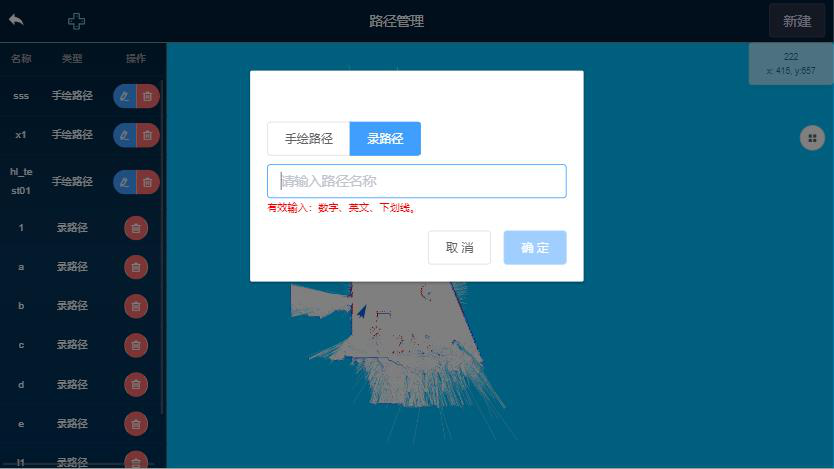 路径管理
新建
名称 类型 操作
222
x: 416, y:657
sss 手绘路径
x1 手绘路径
hl_te
st01
手绘路径
1 录路径
a 录路径
b 录路径
c 录路径
d 录路径
e 录路径
l1 录路径
手绘路径 录路径
请输入路径名称
有效输入：数字、英文、下划线。
取 消 确 定